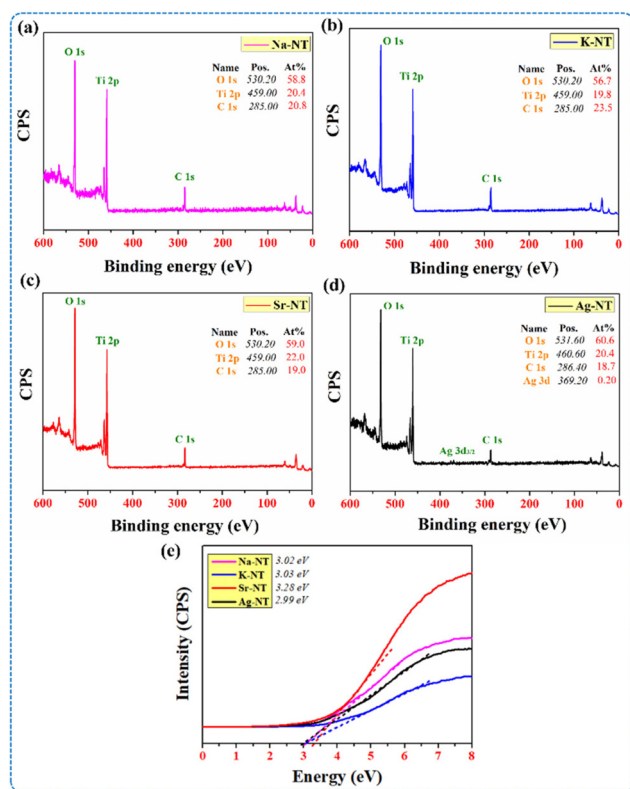 (a)
Na-NT
O 1s
Ti 2p
C 1s
Name Pos. At%
O 1s 530.20 58.8
Ti 2p 459.00 20.4
C 1s 285.00 20.8
CPS
600 500 400 300 200 100 0
Binding energy (eV)
(b)
K-NT
O 1s
Ti 2p
C 1s
Name Pos. At%
O 1s 530.20 56.7
Ti 2p 459.00 19.8
C 1s 285.00 23.5
CPS
600 500 400 300 200 100 0
Binding energy (eV)
(c)
Sr-NT
O 1s
Ti 2p
C 1s
Name Pos. At%
O 1s 530.20 59.0
Ti 2p 459.00 22.0
C 1s 285.00 19.0
CPS
600 500 400 300 200 100 0
Binding energy (eV)
(d)
Ag-NT
O 1s
Ti 2p
Ag 3d3/2
C 1s
Name Pos. At%
O 1s 531.60 60.6
Ti 2p 460.60 20.4
C 1s 286.40 18.7
Ag 3d 369.20 0.20
CPS
600 500 400 300 200 100 0
Binding energy (eV)
(e)
Na-NT 3.02 eV
K-NT 3.03 eV
Sr-NT 3.28 eV
Ag-NT 2.99 eV
Intensity (CPS)
0 1 2 3 4 5 6 7 8
Energy (eV)